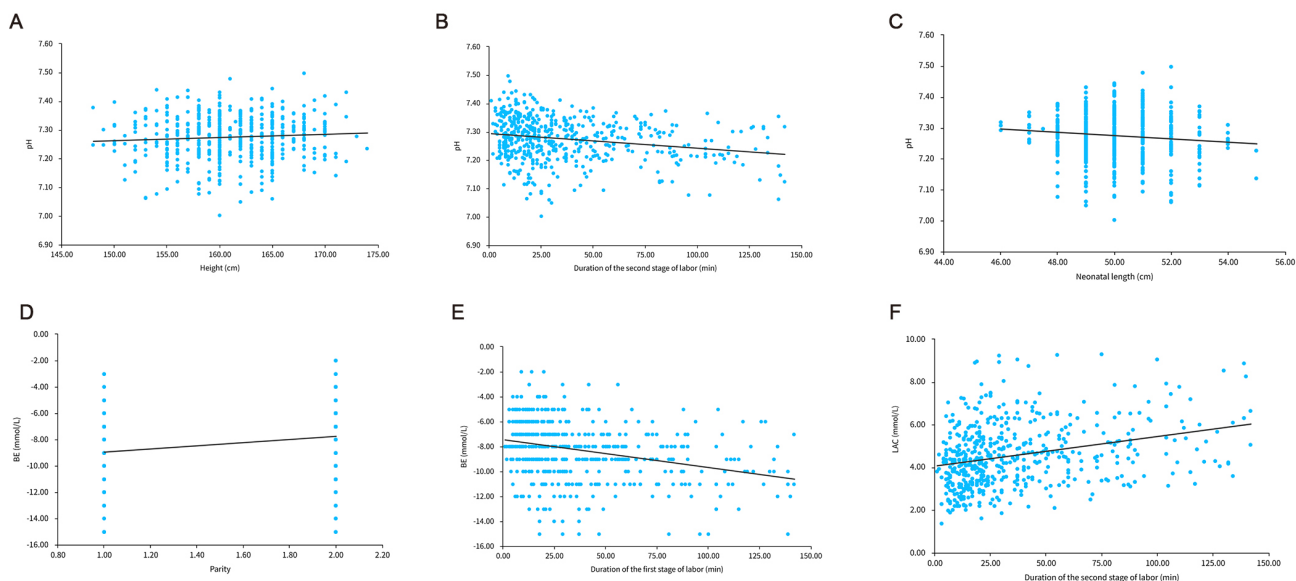 A
7.60
7.50
7.40
7.30
7.20
7.10
7.00
6.90
pH
145.00 150.00 155.00 160.00 165.00 170.00 175.00
Height (cm)
B
7.60
7.50
7.40
7.30
7.20
7.10
7.00
6.90
pH
0.00 25.00 50.00 75.00 100.00 125.00 150.00
Duration of the second stage of labor (min)
C
7.60
7.50
7.40
7.30
7.20
7.10
7.00
6.90
pH
44.00 46.00 48.00 50.00 52.00 54.00 56.00
Neonatal length (cm)
D
0.00
-2.00
-4.00
-6.00
-8.00
-10.00
-12.00
-14.00
-16.00
BE (mmol/L)
0.80 1.00 1.20 1.40 1.60 1.80 2.00 2.20
Parity
E
0.00
-2.00
-4.00
-6.00
-8.00
-10.00
-12.00
-14.00
-16.00
BE (mmol/L)
0.00 25.00 50.00 75.00 100.00 125.00 150.00
Duration of the first stage of labor (min)
F
10.00
8.00
6.00
4.00
2.00
0.00
LAC (mmol/L)
0.00 25.00 50.00 75.00 100.00 125.00 150.00
Duration of the second stage of labor (min)